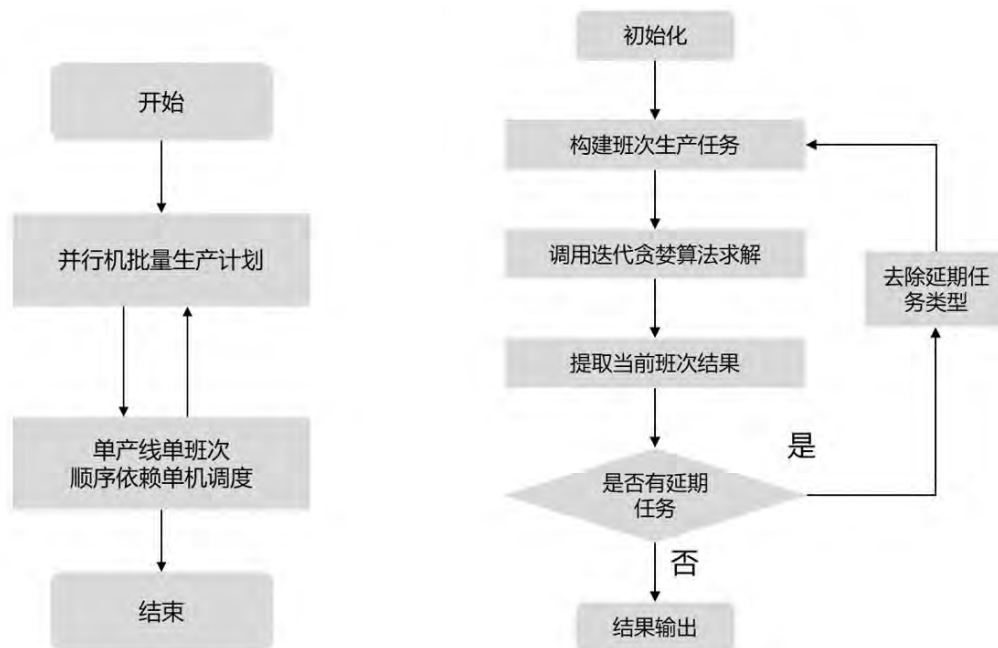 开始
并行机批量生产计划
单产线单班次
顺序依赖单机调度
结束
初始化
构建班次生产任务
调用迭代贪婪算法求解
提取当前班次结果
是否有延期
任务
是
否
去除延期任
务类型
结果输出